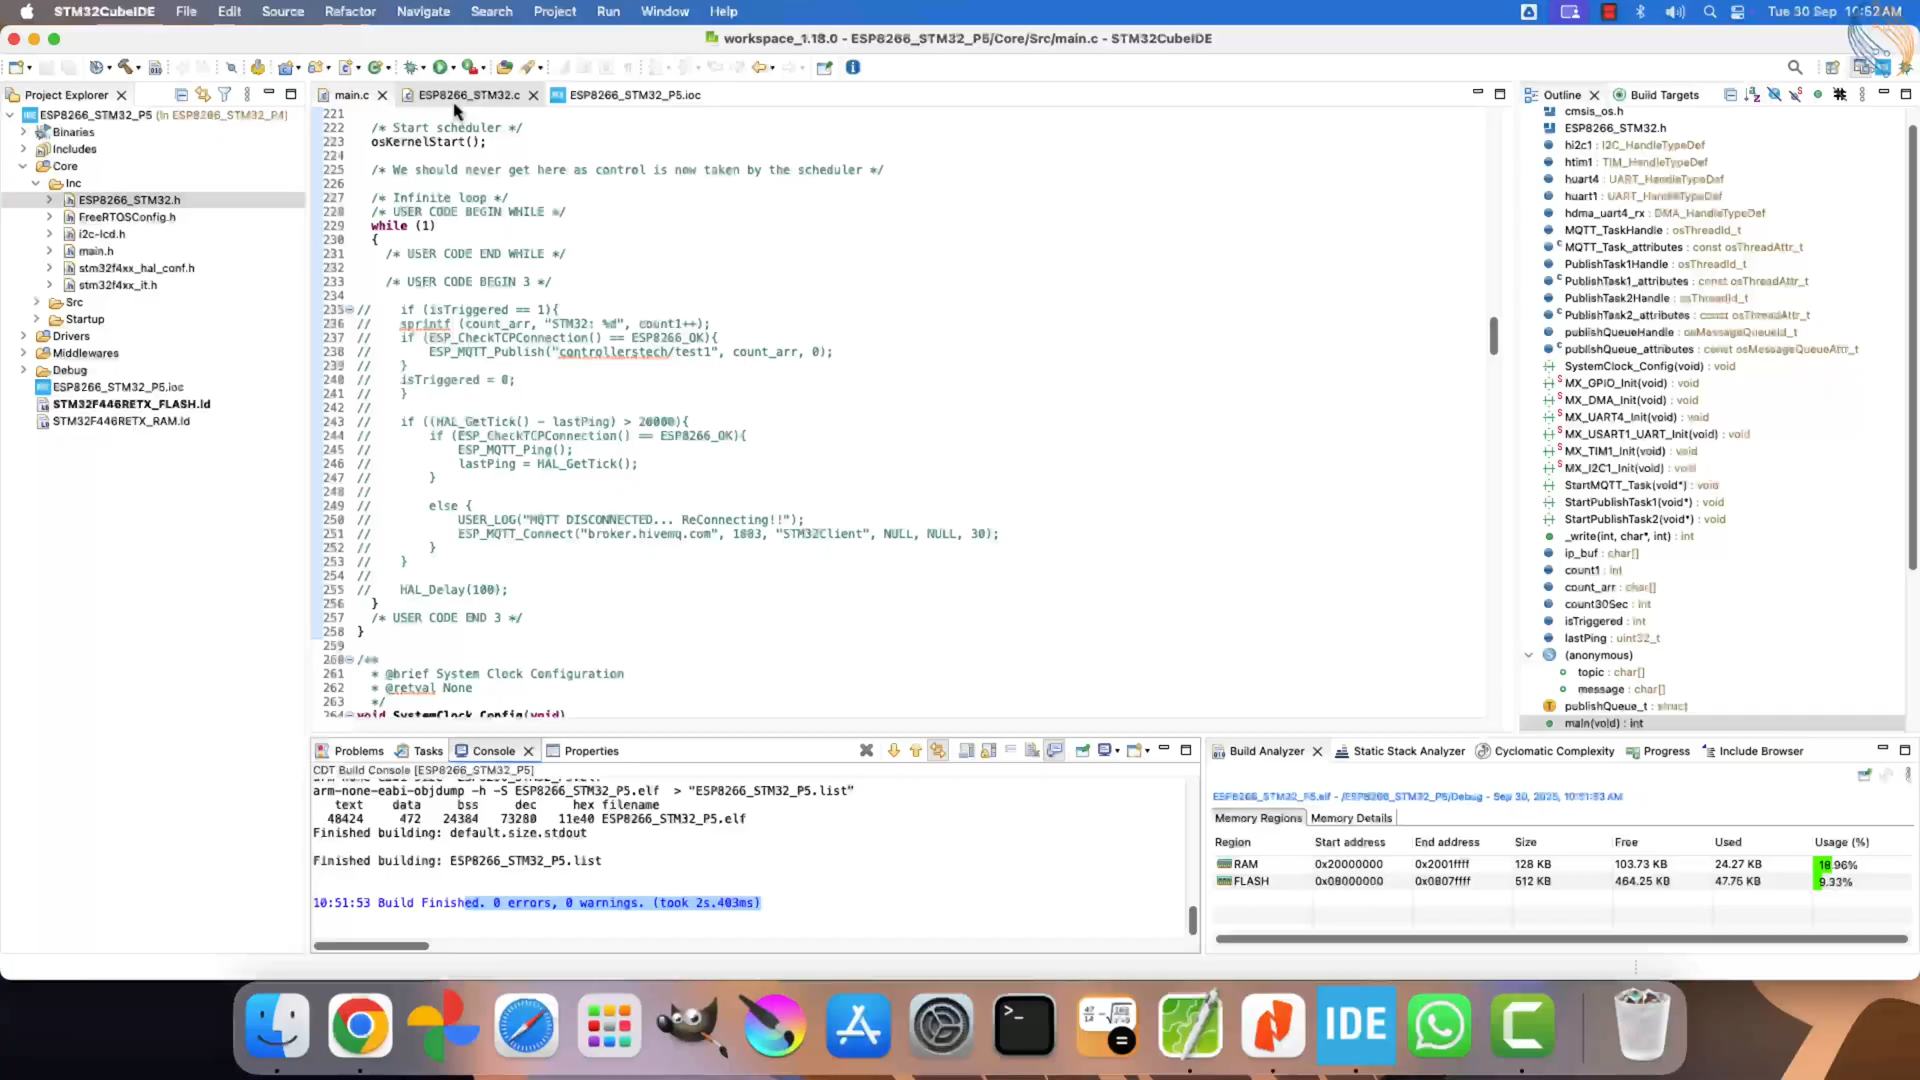 STM32CubeIDE File Edit Source Refactor Navigate Search Project Run Window Help Tue 30 Sep 10:52AM
workspace_1.18.0 - ESP8266_STM32_P5/Core/Src/main.c - STM32CubeIDE
Project Explorer
ESP8266_STM32_P5 (in ESP8266_STM32_P4)
Binaries
Includes
Core
Inc
ESP8266_STM32.h
FreeRTOSConfig.h
i2c-lcd.h
main.h
stm32f4xx_hal_conf.h
stm32f4xx_it.h
Src
Startup
Drivers
Middlewares
Debug
ESP8266_STM32_P5.ioc
STM32F446RETX_FLASH.ld
STM32F446RETX_RAM.ld
main.c ESP8266_STM32.c ESP8266_STM32_P5.ioc
221
222 /* Start scheduler */
223 osKernelStart();
224
225 /* We should never get here as control is now taken by the scheduler */
226
227 /* Infinite loop */
228 /* USER CODE BEGIN WHILE */
229 while (1)
230 {
231 /* USER CODE END WHILE */
232
233 /* USER CODE BEGIN 3 */
234
235 // if (isTriggered == 1){
236 // sprintf (count_arr, "STM32: %d", count1++);
237 // if (ESP_CheckTCPConnection() == ESP8266_OK){
238 // ESP_MQTT_Publish("controllerstech/test1", count_arr, 0);
239 // }
240 // isTriggered = 0;
241 // }
242 //
243 // if ((HAL_GetTick() - lastPing) > 20000){
244 // if (ESP_CheckTCPConnection() == ESP8266_OK){
245 // ESP_MQTT_Ping();
246 // lastPing = HAL_GetTick();
247 // }
248 //
249 // else {
250 // USER_LOG("MQTT DISCONNECTED... ReConnecting!!");
251 // ESP_MQTT_Connect("broker.hivemq.com", 1883, "STM32Client", NULL, NULL, 30);
252 // }
253 // }
254 //
255 // HAL_Delay(100);
256 }
257 /* USER CODE END 3 */
258 }
259
260 /**
261 * @brief System Clock Configuration
262 * @retval None
263 */
264 void SystemClock_Config(void)
Outline Build Targets
cmsis_os.h
ESP8266_STM32.h
hi2c1 : I2C_HandleTypeDef
htim1 : TIM_HandleTypeDef
huart4 : UART_HandleTypeDef
huart1 : UART_HandleTypeDef
hdma_uart4_rx : DMA_HandleTypeDef
MQTT_TaskHandle : osThreadId_t
MQTT_Task_attributes : const osThreadAttr_t
PublishTask1Handle : osThreadId_t
PublishTask1_attributes : const osThreadAttr_t
PublishTask2Handle : osThreadId_t
PublishTask2_attributes : const osThreadAttr_t
publishQueueHandle : osMessageQueueId_t
publishQueue_attributes : const osMessageQueueAttr_t
SystemClock_Config(void) : void
MX_GPIO_Init(void) : void
MX_DMA_Init(void) : void
MX_UART4_Init(void) : void
MX_USART1_UART_Init(void) : void
MX_TIM1_Init(void) : void
MX_I2C1_Init(void) : void
StartMQTT_Task(void*) : void
StartPublishTask1(void*) : void
StartPublishTask2(void*) : void
_write(int, char*, int) : int
ip_buf : char[]
count1 : int
count_arr : char[]
count30Sec : int
isTriggered : int
lastPing : uint32_t
(anonymous)
topic : char[]
message : char[]
publishQueue_t : struct
main(void) : int
Problems Tasks Console Properties
CDT Build Console [ESP8266_STM32_P5]
arm-none-eabi-objdump -h -S ESP8266_STM32_P5.elf > "ESP8266_STM32_P5.list"
text data bss dec hex filename
48424 472 24384 73280 11e40 ESP8266_STM32_P5.elf
Finished building: default.size.stdout
Finished building: ESP8266_STM32_P5.list
10:51:53 Build Finished. 0 errors, 0 warnings. (took 2s.403ms)
Build Analyzer Static Stack Analyzer Cyclomatic Complexity Progress Include Browser
ESP8266_STM32_P5.elf - /ESP8266_STM32_P5/Debug - Sep 30, 2025, 10:51:53 AM
Memory Regions Memory Details
Region Start address End address Size Free Used Usage (%)
RAM 0x20000000 0x2001ffff 128 KB 103.73 KB 24.27 KB 18.96%
FLASH 0x08000000 0x0807ffff 512 KB 464.25 KB 47.75 KB 9.33%
IDE